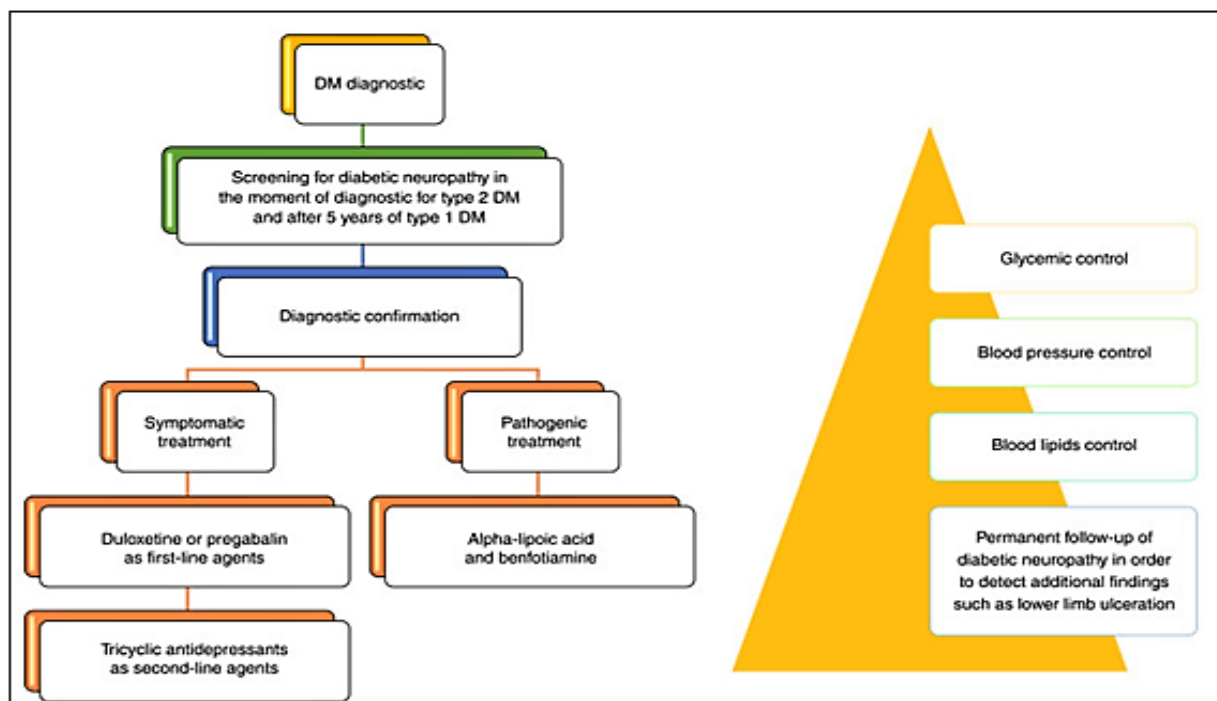 DM diagnostic
Screening for diabetic neuropathy in
the moment of diagnostic for type 2 DM
and after 5 years of type 1 DM
Diagnostic confirmation
Symptomatic
treatment
Pathogenic
treatment
Duloxetine or pregabalin
as first-line agents
Alpha-lipoic acid
and benfotiamine
Tricyclic antidepressants
as second-line agents
Glycemic control
Blood pressure control
Blood lipids control
Permanent follow-up of
diabetic neuropathy in order
to detect additional findings
such as lower limb ulceration